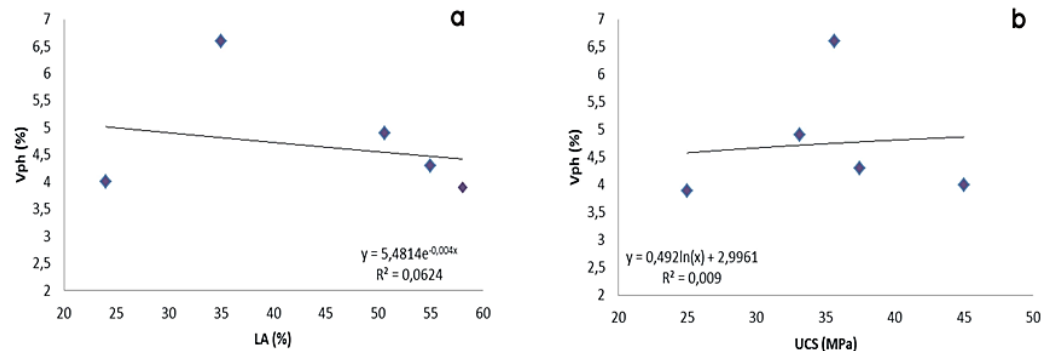 a
7
6,5
6
5,5
5
4,5
4
3,5
3
2,5
2
Vph (%)
y = 5,4814e^-0,004x
R² = 0,0624
20 25 30 35 40 45 50 55 60
LA (%)
b
7
6,5
6
5,5
5
4,5
4
3,5
3
2,5
2
Vph (%)
y = 0,492ln(x) + 2,9961
R² = 0,009
20 25 30 35 40 45 50
UCS (MPa)